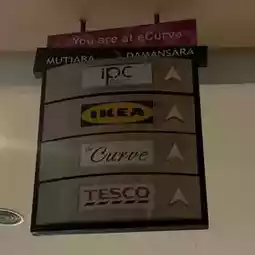 You are at eCurve
MUTIARA DAMANSARA
ipc
IKEA
the Curve
TESCO